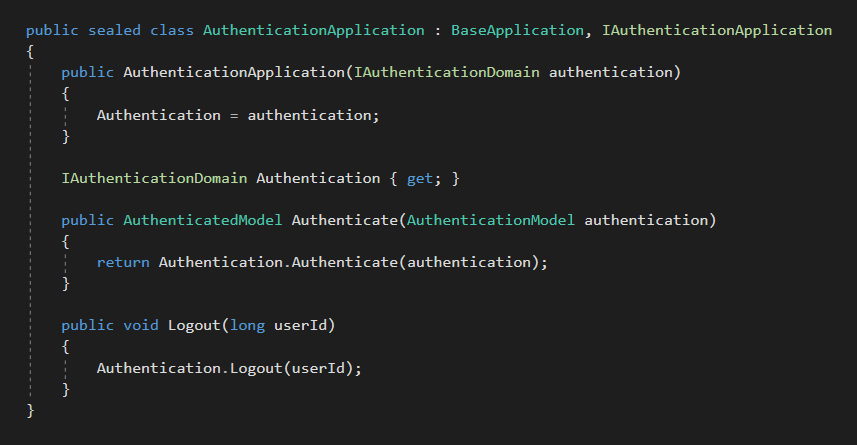 public sealed class AuthenticationApplication : BaseApplication, IAuthenticationApplication
{
    public AuthenticationApplication(IAuthenticationDomain authentication)
    {
        Authentication = authentication;
    }

    IAuthenticationDomain Authentication { get; }

    public AuthenticatedModel Authenticate(AuthenticationModel authentication)
    {
        return Authentication.Authenticate(authentication);
    }

    public void Logout(long userId)
    {
        Authentication.Logout(userId);
    }
}